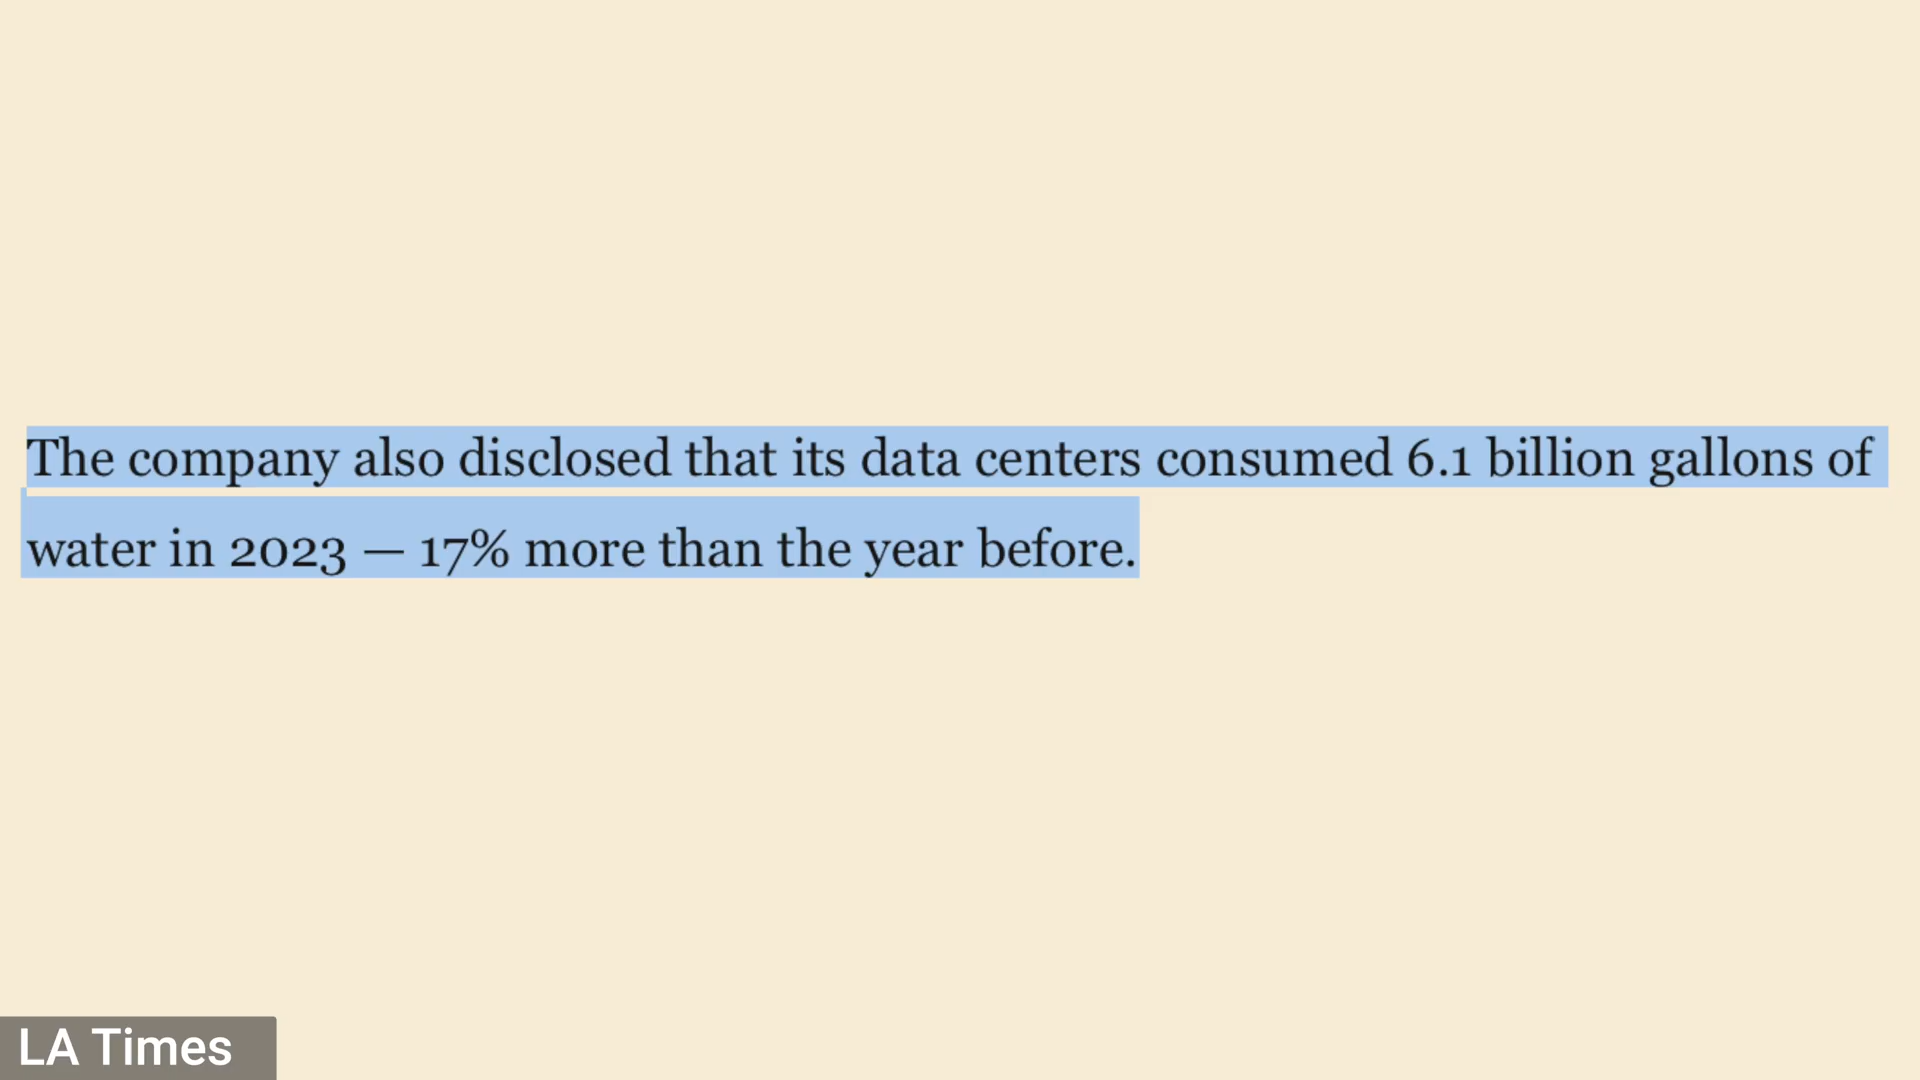 The company also disclosed that its data centers consumed 6.1 billion gallons of
water in 2023 — 17% more than the year before.
LA Times